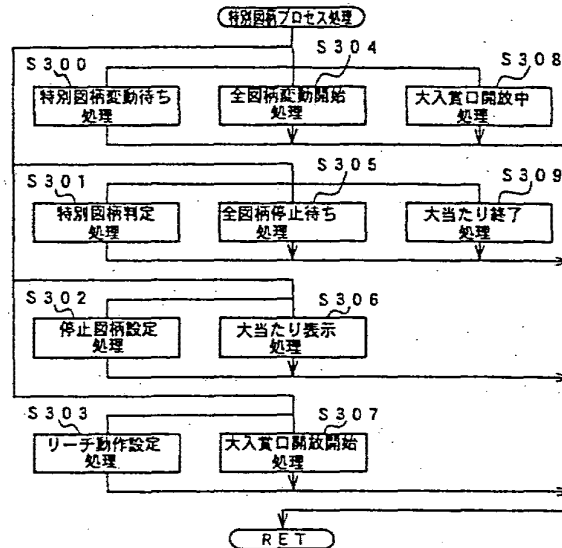 特別図柄プロセス処理
S300
S304
S308
特別図柄変動待ち
処理
全図柄変動開始
処理
大入賞口開放中
処理
S301
S305
S309
特別図柄判定
処理
全図柄停止待ち
処理
大当たり終了
処理
S302
S306
停止図柄設定
処理
大当たり表示
処理
S303
S307
リーチ動作設定
処理
大入賞口開放開始
処理
RET